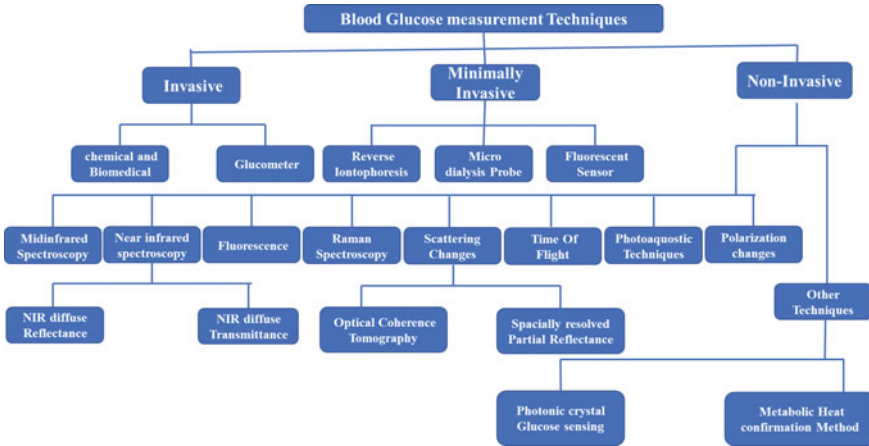 Blood Glucose measurement Techniques
Invasive
Minimally
Invasive
Non-Invasive
chemical and
Biomedical
Glucometer
Reverse
Iontophoresis
Micro
dialysis Probe
Fluorescent
Sensor
Midinfrared
Spectroscopy
Near infrared
spectroscopy
Fluorescence
Raman
Spectroscopy
Scattering
Changes
Time Of
Flight
Photoaquostic
Techniques
Polarization
changes
NIR diffuse
Reflectance
NIR diffuse
Transmittance
Optical Coherence
Tomography
Spacially resolved
Partial Reflectance
Other
Techniques
Photonic crystal
Glucose sensing
Metabolic Heat
confirmation Method